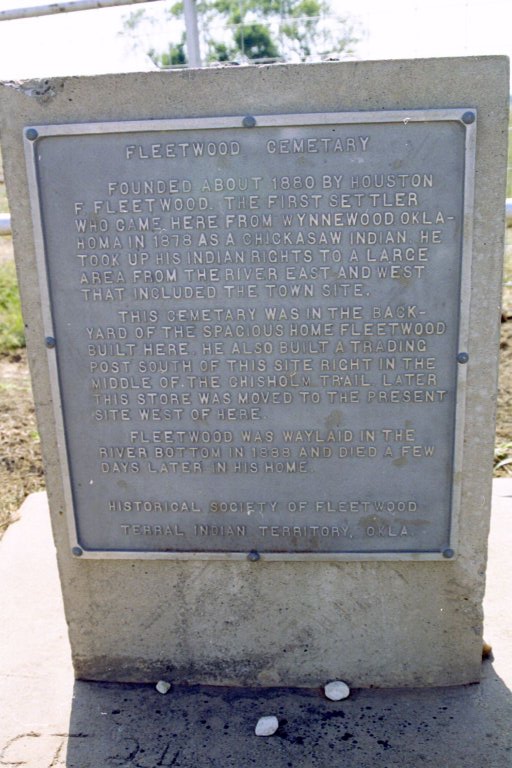 FLEETWOOD CEMETARY
FOUNDED ABOUT 1880 BY HOUSTON
F. FLEETWOOD. THE FIRST SETTLER
WHO CAME HERE FROM WYNNEWOOD OKLA-
HOMA IN 1878 AS A CHICKASAW INDIAN. HE
TOOK UP HIS INDIAN RIGHTS TO A LARGE
AREA FROM THE RIVER EAST AND WEST
THAT INCLUDED THE TOWN SITE.
THIS CEMETARY WAS IN THE BACK-
YARD OF THE SPACIOUS HOME FLEETWOOD
BUILT HERE. HE ALSO BUILT A TRADING
POST SOUTH OF THIS SITE RIGHT IN THE
MIDDLE OF THE CHISHOLM TRAIL. LATER
THIS STORE WAS MOVED TO THE PRESENT
SITE WEST OF HERE.
FLEETWOOD WAS WAYLAID IN THE
RIVER BOTTOM IN 1888 AND DIED A FEW
DAYS LATER IN HIS HOME.
HISTORICAL SOCIETY OF FLEETWOOD
TERRAL INDIAN TERRITORY, OKLA.